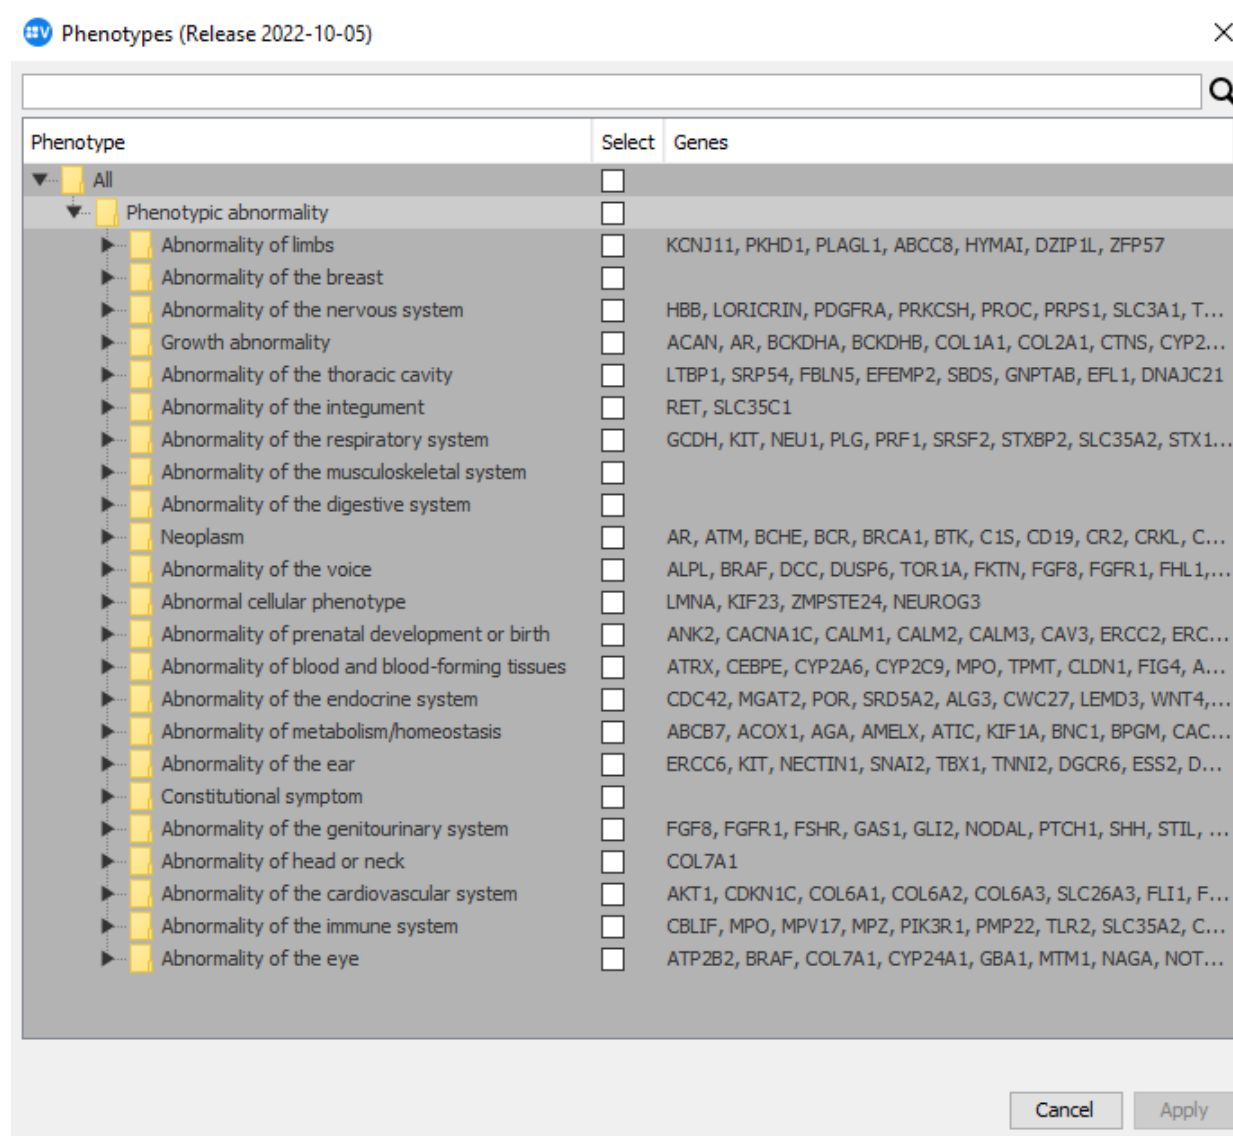 Phenotypes (Release 2022-10-05)
Phenotype Select Genes
All
Phenotypic abnormality
Abnormality of limbs KCNJ11, PKHD1, PLAGL1, ABCC8, HYMAI, DZIP1L, ZFP57
Abnormality of the breast
Abnormality of the nervous system HBB, LORICRIN, PDGFRA, PRKCSH, PROC, PRPS1, SLC3A1, T...
Growth abnormality ACAN, AR, BCKDHA, BCKDHB, COL1A1, COL2A1, CTNS, CYP2...
Abnormality of the thoracic cavity LTBP1, SRP54, FBLN5, EFEMP2, SBDS, GNPTAB, EFL1, DNAJC21
Abnormality of the integument RET, SLC35C1
Abnormality of the respiratory system GCDH, KIT, NEU1, PLG, PRF1, SRSF2, STXBP2, SLC35A2, STX1...
Abnormality of the musculoskeletal system
Abnormality of the digestive system
Neoplasm AR, ATM, BCHE, BCR, BRCA1, BTK, C1S, CD19, CR2, CRKL, C...
Abnormality of the voice ALPL, BRAF, DCC, DUSP6, TOR1A, FKTN, FGF8, FGFR1, FHL1,...
Abnormal cellular phenotype LMNA, KIF23, ZMPSTE24, NEUROG3
Abnormality of prenatal development or birth ANK2, CACNA1C, CALM1, CALM2, CALM3, CAV3, ERCC2, ERC...
Abnormality of blood and blood-forming tissues ATRX, CEBPE, CYP2A6, CYP2C9, MPO, TPMT, CLDN1, FIG4, A...
Abnormality of the endocrine system CDC42, MGAT2, POR, SRD5A2, ALG3, CWC27, LEMD3, WNT4,...
Abnormality of metabolism/homeostasis ABCB7, ACOX1, AGA, AMELX, ATIC, KIF1A, BNC1, BPGM, CAC...
Abnormality of the ear ERCC6, KIT, NECTIN1, SNAI2, TBX1, TNNI2, DGCR6, ESS2, D...
Constitutional symptom
Abnormality of the genitourinary system FGF8, FGFR1, FSHR, GAS1, GLI2, NODAL, PTCH1, SHH, STIL, ...
Abnormality of head or neck COL7A1
Abnormality of the cardiovascular system AKT1, CDKN1C, COL6A1, COL6A2, COL6A3, SLC26A3, FLI1, F...
Abnormality of the immune system CBLIF, MPO, MPV17, MPZ, PIK3R1, PMP22, TLR2, SLC35A2, C...
Abnormality of the eye ATP2B2, BRAF, COL7A1, CYP24A1, GBA1, MTM1, NAGA, NOT...
Cancel Apply